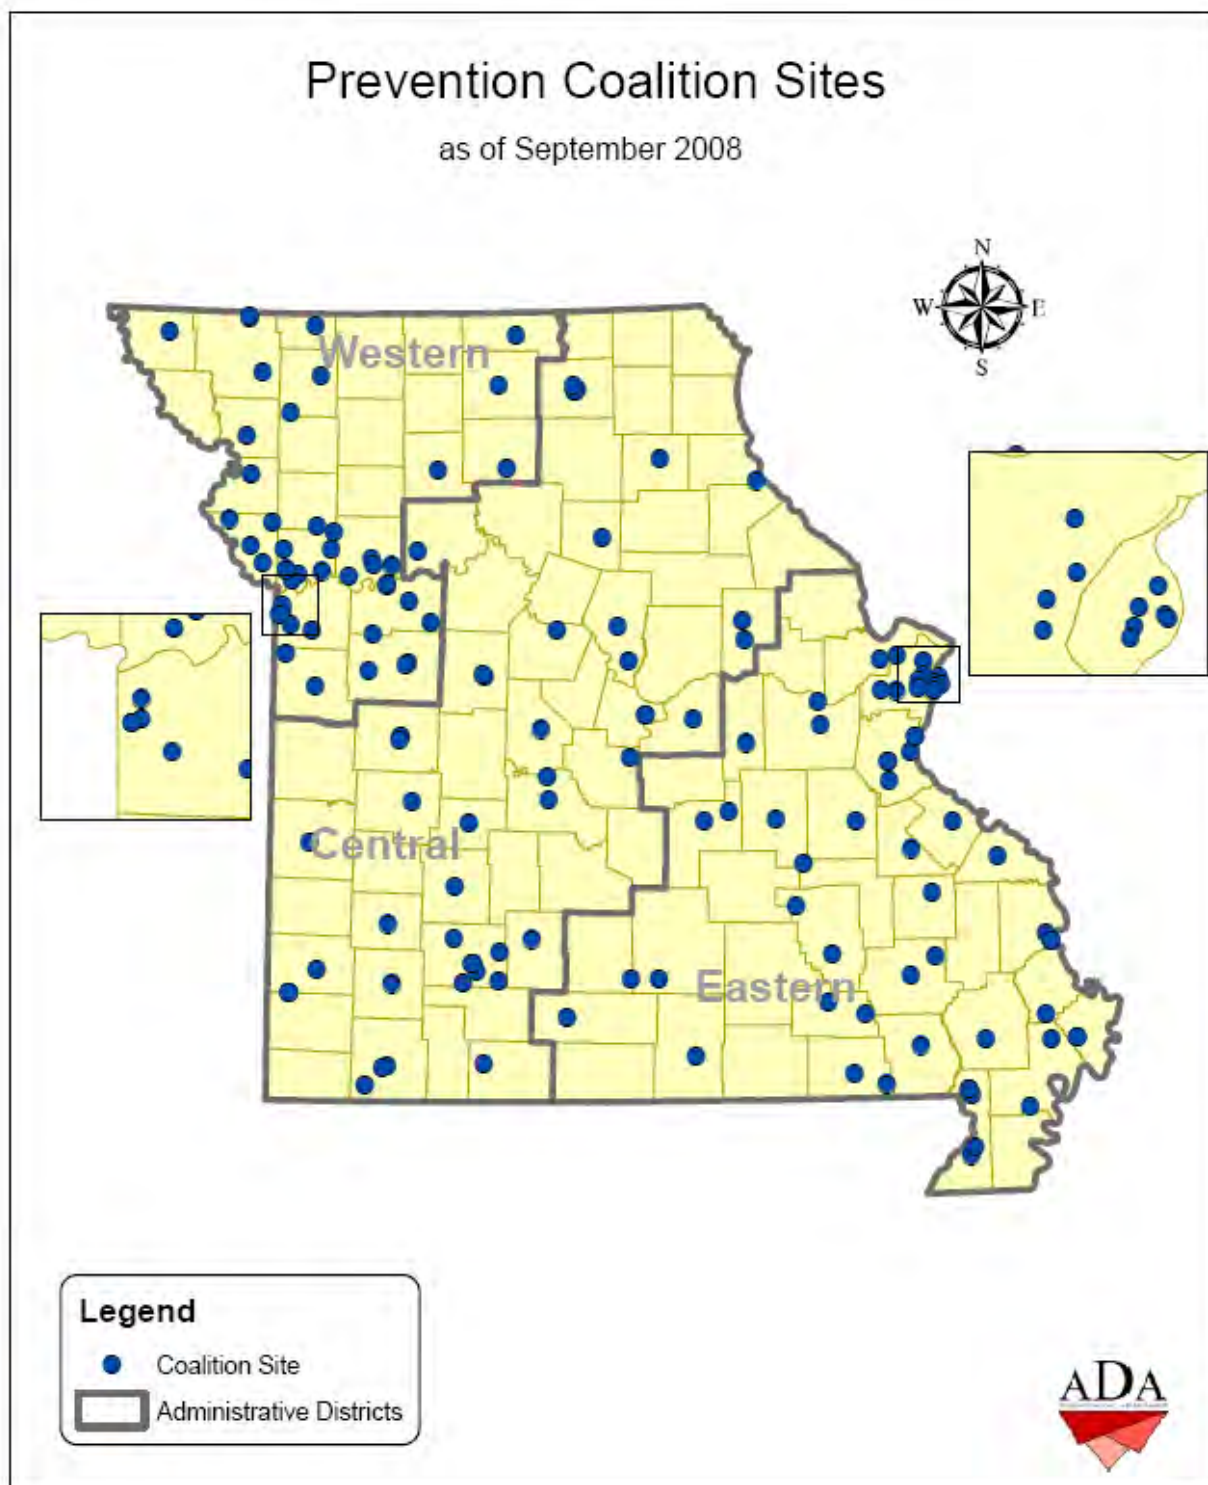 Prevention Coalition Sites
as of September 2008
N
W
E
S
Western
Central
Eastern
Legend
Coalition Site
Administrative Districts
ADA